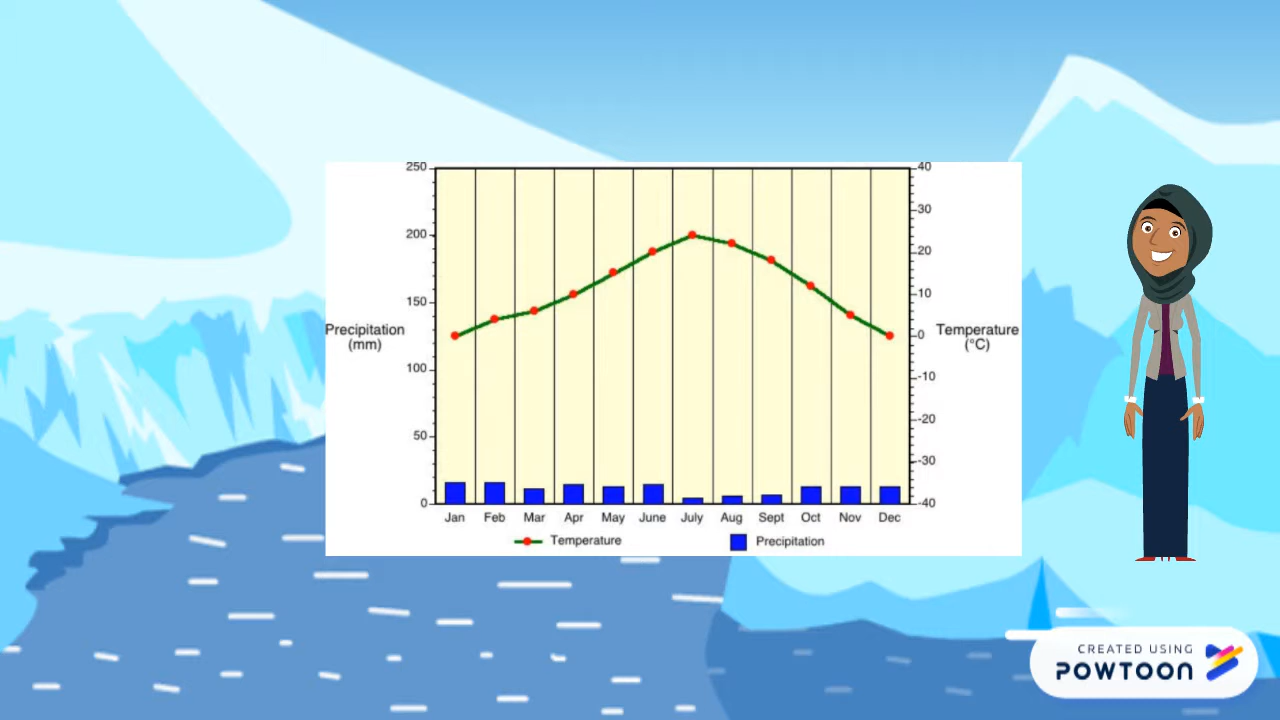 250
200
150
100
50
0
Precipitation
(mm)
40
30
20
10
0
-10
-20
-30
-40
Temperature
(°C)
Jan Feb Mar Apr May June July Aug Sept Oct Nov Dec
Temperature Precipitation
CREATED USING
POWTOON